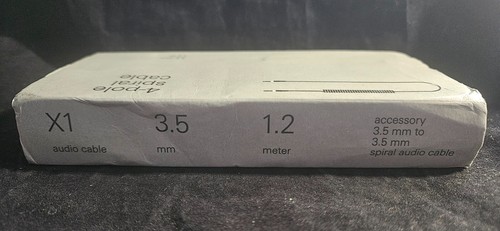 4-pole
spiral
cable
X1
audio cable
3.5
mm
1.2
meter
accessory
3.5 mm to
3.5 mm
spiral audio cable